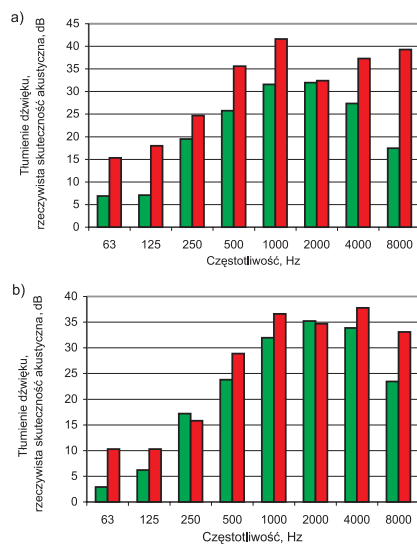 a)
Tłumienie dźwięku,
rzeczywista skuteczność akustyczna, dB
45
40
35
30
25
20
15
10
5
0
63 125 250 500 1000 2000 4000 8000
Częstotliwość, Hz
b)
Tłumienie dźwięku,
rzeczywista skuteczność akustyczna, dB
40
35
30
25
20
15
10
5
0
63 125 250 500 1000 2000 4000 8000
Częstotliwość, Hz